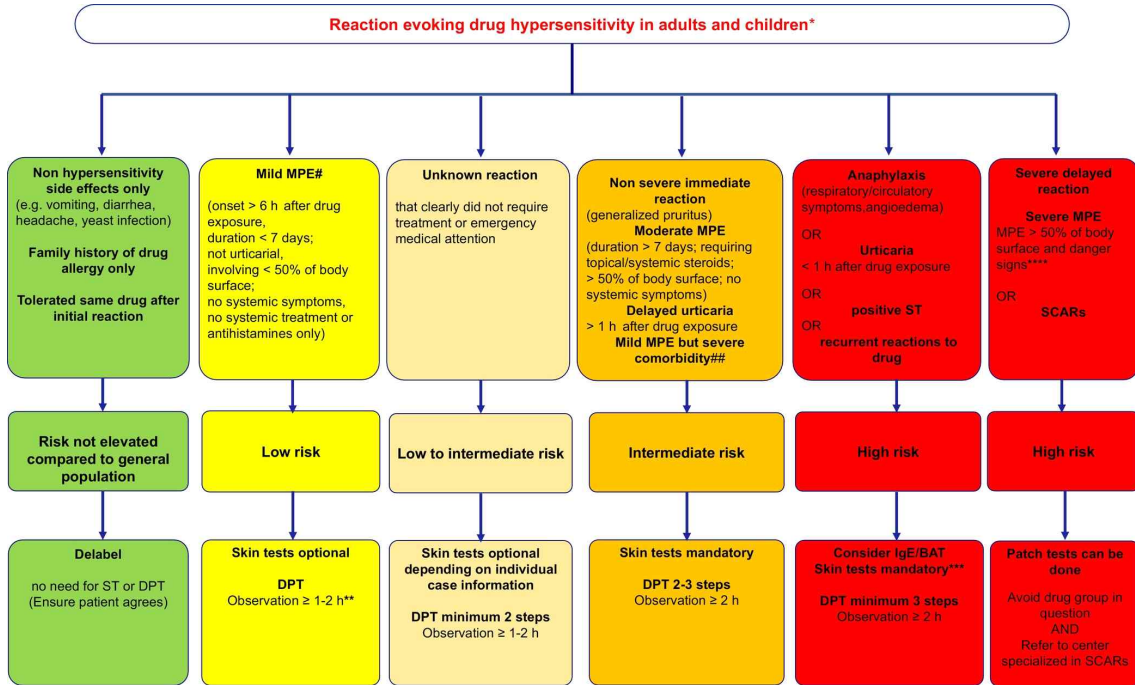 Reaction evoking drug hypersensitivity in adults and children*
Non hypersensitivity
side effects only
(e.g. vomiting, diarrhea,
headache, yeast infection)
Family history of drug
allergy only
Tolerated same drug after
initial reaction
Mild MPE#
(onset > 6 h after drug
exposure,
duration < 7 days;
not urticarial,
involving < 50% of body
surface;
no systemic symptoms,
no systemic treatment or
antihistamines only)
Unknown reaction
that clearly did not require
treatment or emergency
medical attention
Non severe immediate
reaction
(generalized pruritus)
Moderate MPE
(duration > 7 days; requiring
topical/systemic steroids;
> 50% of body surface; no
systemic symptoms)
Delayed urticaria
> 1 h after drug exposure
Mild MPE but severe
comorbidity##
Anaphylaxis
(respiratory/circulatory
symptoms,angioedema)
OR
Urticaria
< 1 h after drug exposure
OR
positive ST
OR
recurrent reactions to
drug
Severe delayed
reaction
Severe MPE
MPE > 50% of body
surface and danger
signs****
OR
SCARs
Risk not elevated
compared to general
population
Low risk
Low to intermediate risk
Intermediate risk
High risk
High risk
Delabel
no need for ST or DPT
(Ensure patient agrees)
Skin tests optional
DPT
Observation ≥ 1-2 h**
Skin tests optional
depending on individual
case information
DPT minimum 2 steps
Observation ≥ 1-2 h
Skin tests mandatory
DPT 2-3 steps
Observation ≥ 2 h
Consider IgE/BAT
Skin tests mandatory***
DPT minimum 3 steps
Observation ≥ 2 h
Patch tests can be
done
Avoid drug group in
question
AND
Refer to center
specialized in SCARs